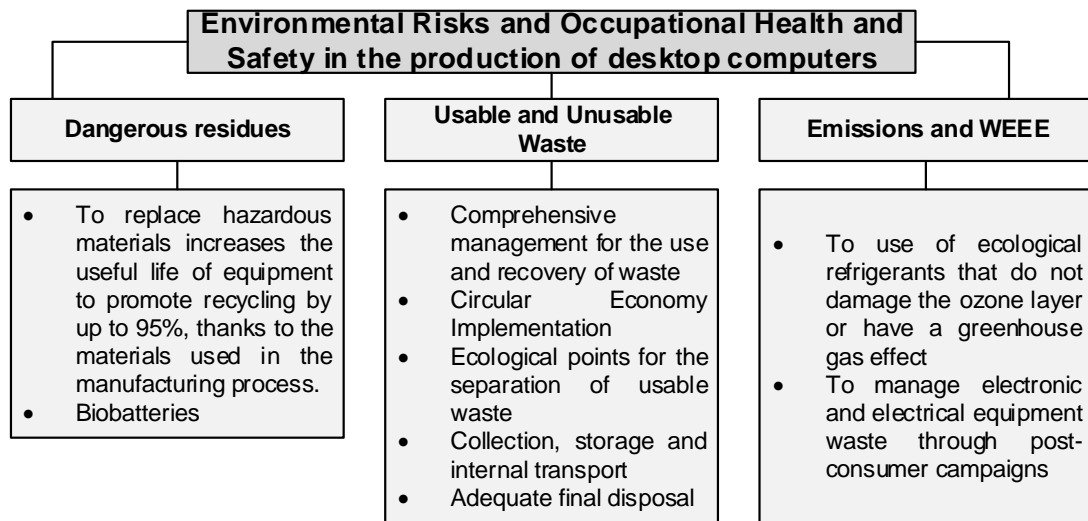 Environmental Risks and Occupational Health and
Safety in the production of desktop computers
Dangerous residues
• To replace hazardous
materials increases the
useful life of equipment
to promote recycling by
up to 95%, thanks to the
materials used in the
manufacturing process.
• Biobatteries
Usable and Unusable
Waste
• Comprehensive
management for the use
and recovery of waste
• Circular Economy
Implementation
• Ecological points for the
separation of usable
waste
• Collection, storage and
internal transport
• Adequate final disposal
Emissions and WEEE
• To use of ecological
refrigerants that do not
damage the ozone layer
or have a greenhouse
gas effect
• To manage electronic
and electrical equipment
waste through post-
consumer campaigns